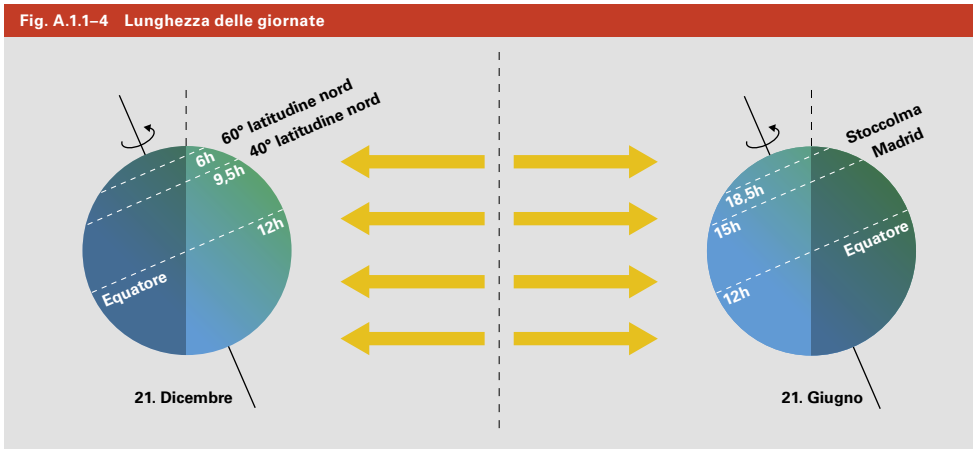 Fig. A.1.1–4 Lunghezza delle giornate
60° latitudine nord
40° latitudine nord
6h
9,5h
12h
Equatore
21. Dicembre
Stoccolma
Madrid
18,5h
15h
Equatore
12h
21. Giugno